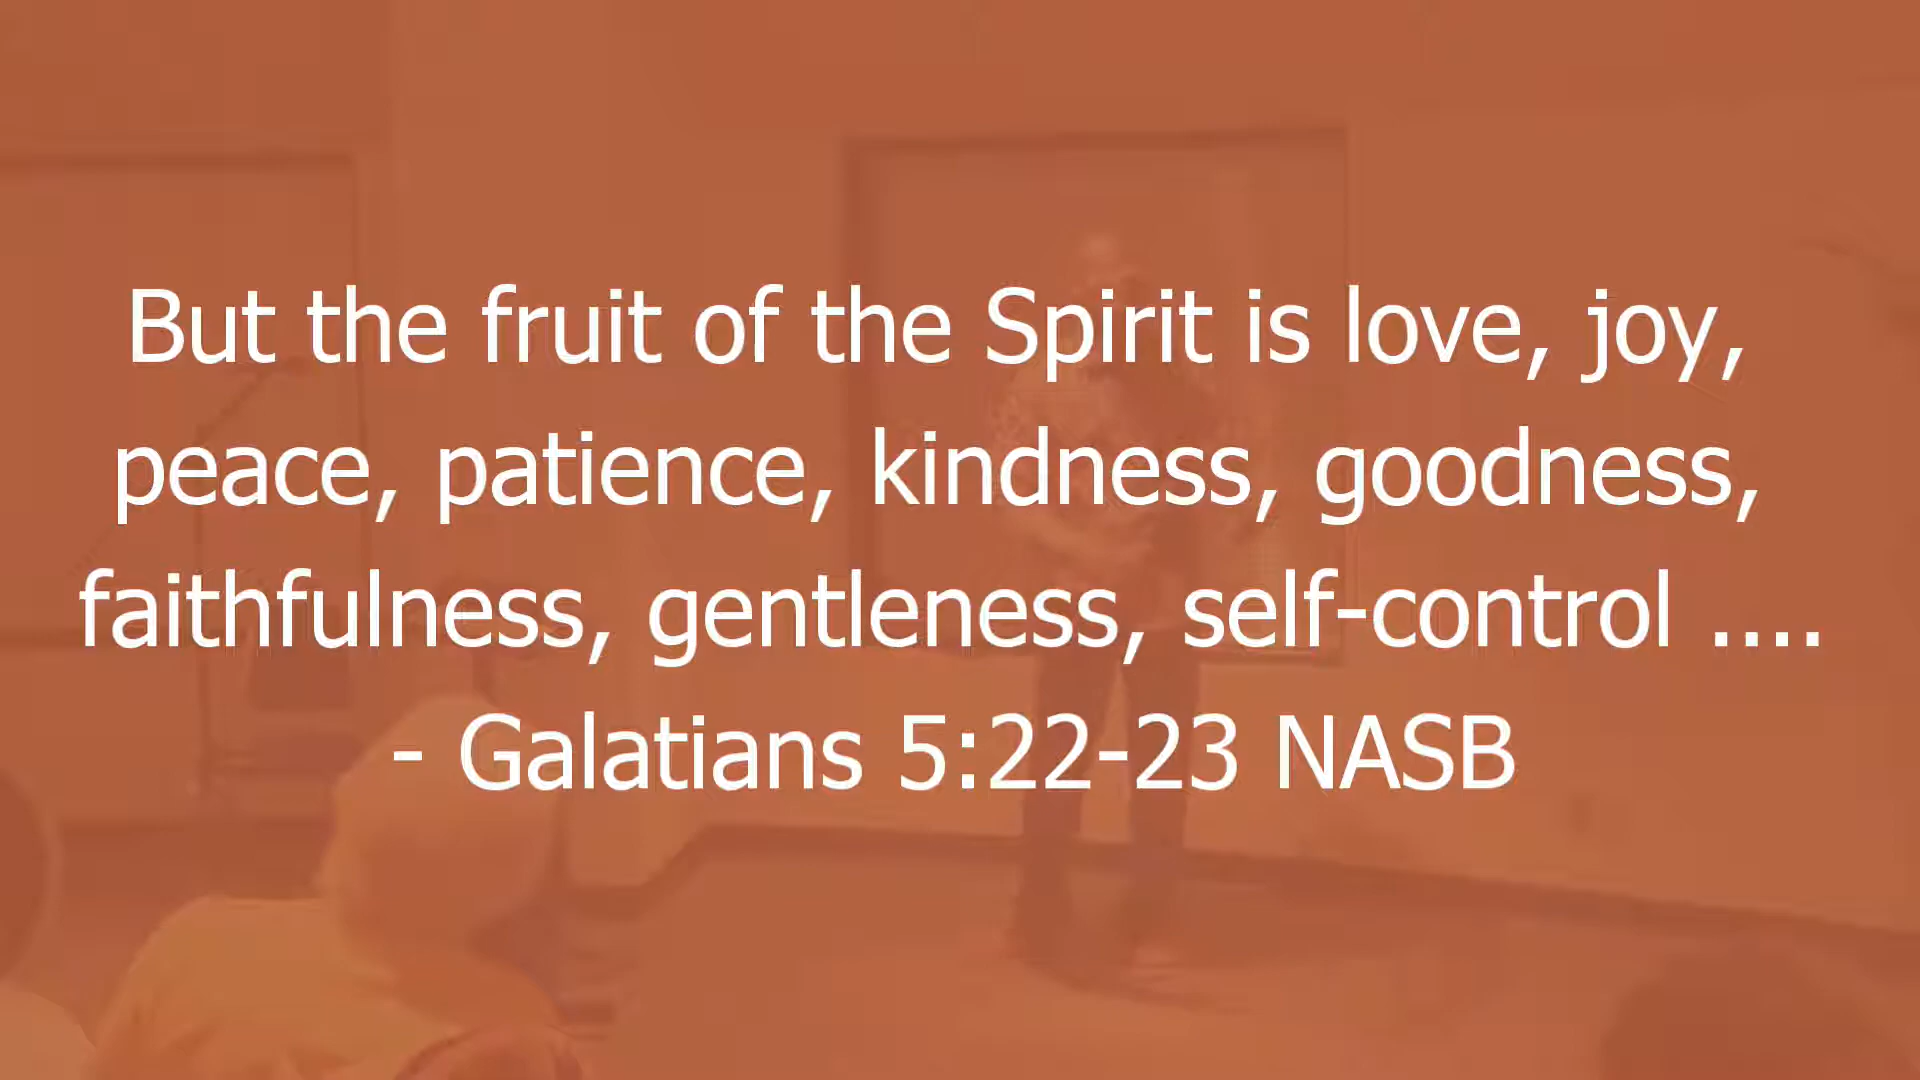 But the fruit of the Spirit is love, joy,
peace, patience, kindness, goodness,
faithfulness, gentleness, self-control ....
- Galatians 5:22-23 NASB